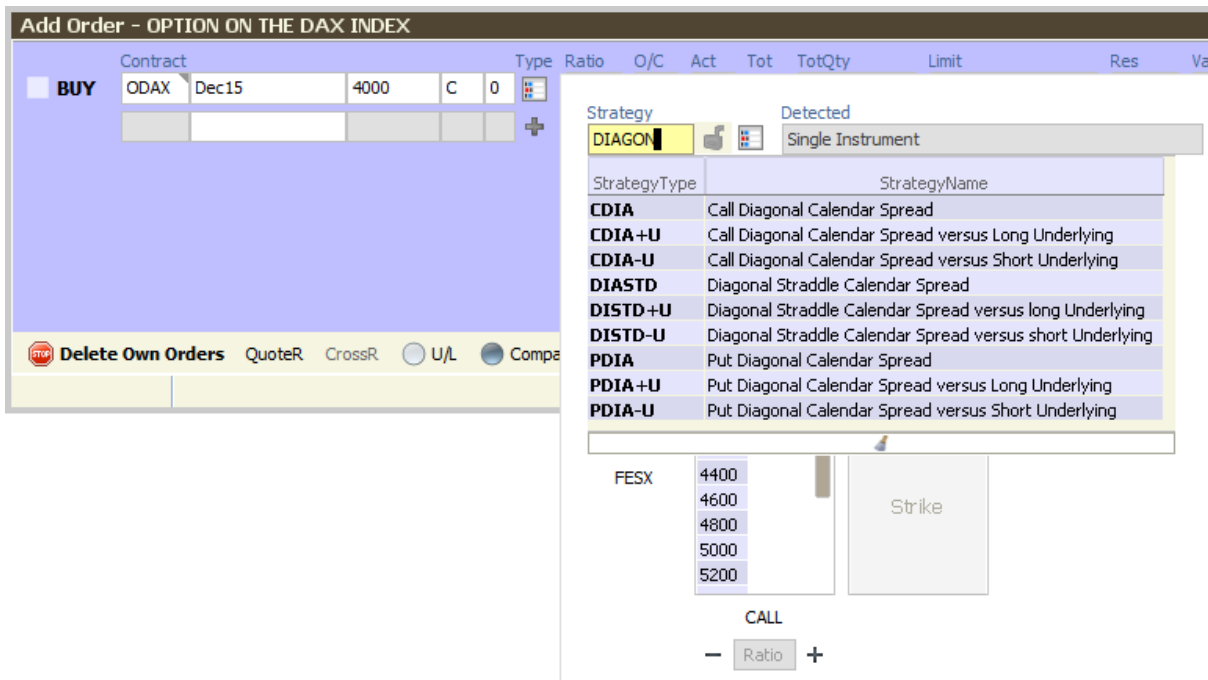 Add Order - OPTION ON THE DAX INDEX
Contract Type Ratio O/C Act Tot TotQty Limit Res
BUY ODAX Dec15 4000 C 0
Strategy Detected
DIAGON Single Instrument
StrategyType StrategyName
CDIA Call Diagonal Calendar Spread
CDIA+U Call Diagonal Calendar Spread versus Long Underlying
CDIA-U Call Diagonal Calendar Spread versus Short Underlying
DIASTD Diagonal Straddle Calendar Spread
DISTD+U Diagonal Straddle Calendar Spread versus long Underlying
DISTD-U Diagonal Straddle Calendar Spread versus short Underlying
PDIA Put Diagonal Calendar Spread
PDIA+U Put Diagonal Calendar Spread versus Long Underlying
PDIA-U Put Diagonal Calendar Spread versus Short Underlying
STOP Delete Own Orders QuoteR CrossR U/L Compa
FESX 4400
4600
Strike
4800
5000
5200
CALL
- Ratio +